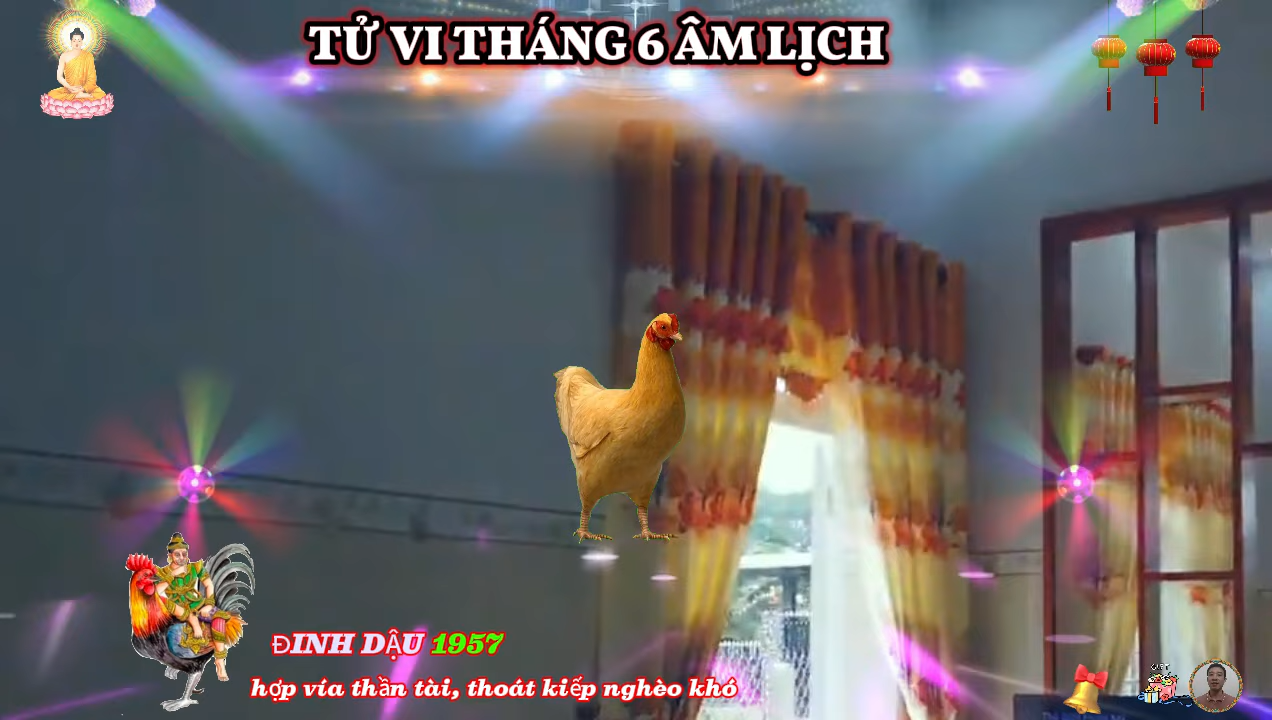 TỬ VI THÁNG 6 ÂM LỊCH
ĐINH DẬU 1957
hợp vía thần tài, thoát kiếp nghèo khó